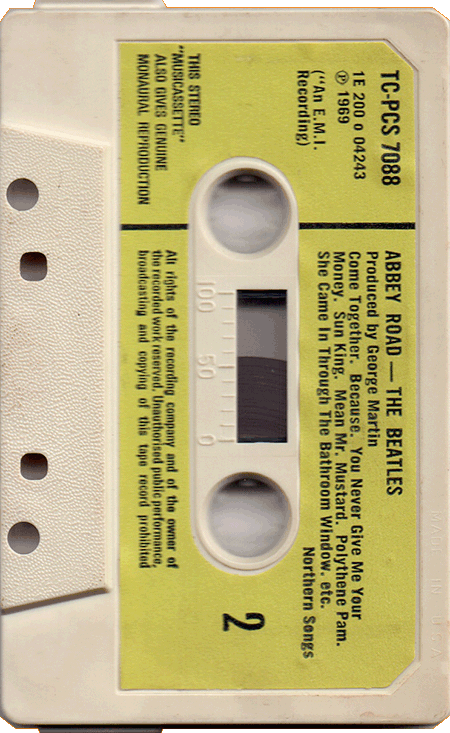 TC-PCS 7088
1E 200 o 04243
℗ 1969
("An E.M.I.
Recording)
THIS STEREO
"MUSICASSETTE"
ALSO GIVES GENUINE
MONAURAL REPRODUCTION
ABBEY ROAD — THE BEATLES
Produced by George Martin
Come Together. Because. You Never Give Me Your
Money. Sun King. Mean Mr. Mustard. Polythene Pam.
She Came In Through The Bathroom Window. etc.
Northern Songs
100 50 0
All rights of the recording company and of the owner of
the recorded work reserved. Unauthorised public performance,
broadcasting and copying of this tape record prohibited
2